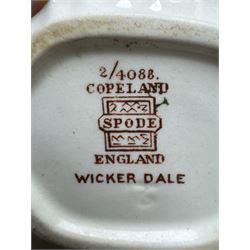 2/4088.
COPELAND
SPODE
ENGLAND
WICKER DALE